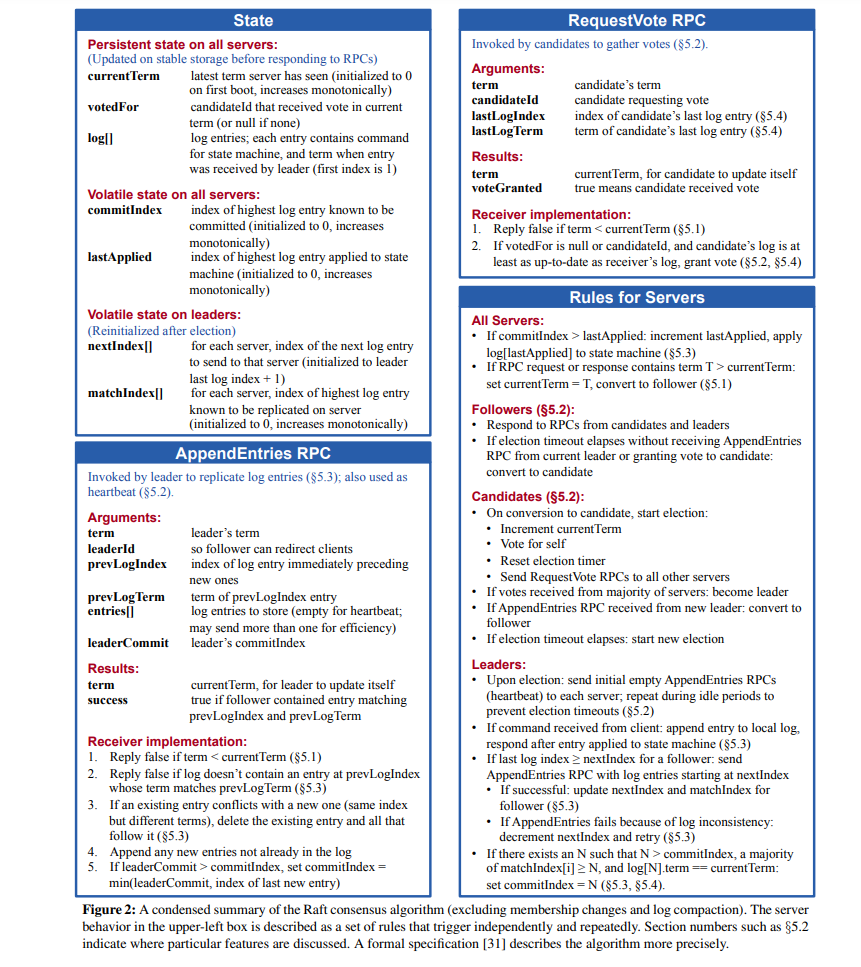 State
Persistent state on all servers:
(Updated on stable storage before responding to RPCs)
currentTerm latest term server has seen (initialized to 0
on first boot, increases monotonically)
votedFor candidateId that received vote in current
term (or null if none)
log[] log entries; each entry contains command
for state machine, and term when entry
was received by leader (first index is 1)
Volatile state on all servers:
commitIndex index of highest log entry known to be
committed (initialized to 0, increases
monotonically)
lastApplied index of highest log entry applied to state
machine (initialized to 0, increases
monotonically)
Volatile state on leaders:
(Reinitialized after election)
nextIndex[] for each server, index of the next log entry
to send to that server (initialized to leader
last log index + 1)
matchIndex[] for each server, index of highest log entry
known to be replicated on server
(initialized to 0, increases monotonically)
AppendEntries RPC
Invoked by leader to replicate log entries (§5.3); also used as
heartbeat (§5.2).
Arguments:
term leader's term
leaderId so follower can redirect clients
prevLogIndex index of log entry immediately preceding
new ones
prevLogTerm term of prevLogIndex entry
entries[] log entries to store (empty for heartbeat;
may send more than one for efficiency)
leaderCommit leader's commitIndex
Results:
term currentTerm, for leader to update itself
success true if follower contained entry matching
prevLogIndex and prevLogTerm
Receiver implementation:
1. Reply false if term < currentTerm (§5.1)
2. Reply false if log doesn't contain an entry at prevLogIndex
whose term matches prevLogTerm (§5.3)
3. If an existing entry conflicts with a new one (same index
but different terms), delete the existing entry and all that
follow it (§5.3)
4. Append any new entries not already in the log
5. If leaderCommit > commitIndex, set commitIndex =
min(leaderCommit, index of last new entry)
RequestVote RPC
Invoked by candidates to gather votes (§5.2).
Arguments:
term candidate's term
candidateId candidate requesting vote
lastLogIndex index of candidate's last log entry (§5.4)
lastLogTerm term of candidate's last log entry (§5.4)
Results:
term currentTerm, for candidate to update itself
voteGranted true means candidate received vote
Receiver implementation:
1. Reply false if term < currentTerm (§5.1)
2. If votedFor is null or candidateId, and candidate's log is at
least as up-to-date as receiver's log, grant vote (§5.2, §5.4)
Rules for Servers
All Servers:
• If commitIndex > lastApplied: increment lastApplied, apply
log[lastApplied] to state machine (§5.3)
• If RPC request or response contains term T > currentTerm:
set currentTerm = T, convert to follower (§5.1)
Followers (§5.2):
• Respond to RPCs from candidates and leaders
• If election timeout elapses without receiving AppendEntries
RPC from current leader or granting vote to candidate:
convert to candidate
Candidates (§5.2):
• On conversion to candidate, start election:
• Increment currentTerm
• Vote for self
• Reset election timer
• Send RequestVote RPCs to all other servers
• If votes received from majority of servers: become leader
• If AppendEntries RPC received from new leader: convert to
follower
• If election timeout elapses: start new election
Leaders:
• Upon election: send initial empty AppendEntries RPCs
(heartbeat) to each server; repeat during idle periods to
prevent election timeouts (§5.2)
• If command received from client: append entry to local log,
respond after entry applied to state machine (§5.3)
• If last log index ≥ nextIndex for a follower: send
AppendEntries RPC with log entries starting at nextIndex
• If successful: update nextIndex and matchIndex for
follower (§5.3)
• If AppendEntries fails because of log inconsistency:
decrement nextIndex and retry (§5.3)
• If there exists an N such that N > commitIndex, a majority
of matchIndex[i] ≥ N, and log[N].term == currentTerm:
set commitIndex = N (§5.3, §5.4).
Figure 2: A condensed summary of the Raft consensus algorithm (excluding membership changes and log compaction). The server
behavior in the upper-left box is described as a set of rules that trigger independently and repeatedly. Section numbers such as §5.2
indicate where particular features are discussed. A formal specification [31] describes the algorithm more precisely.